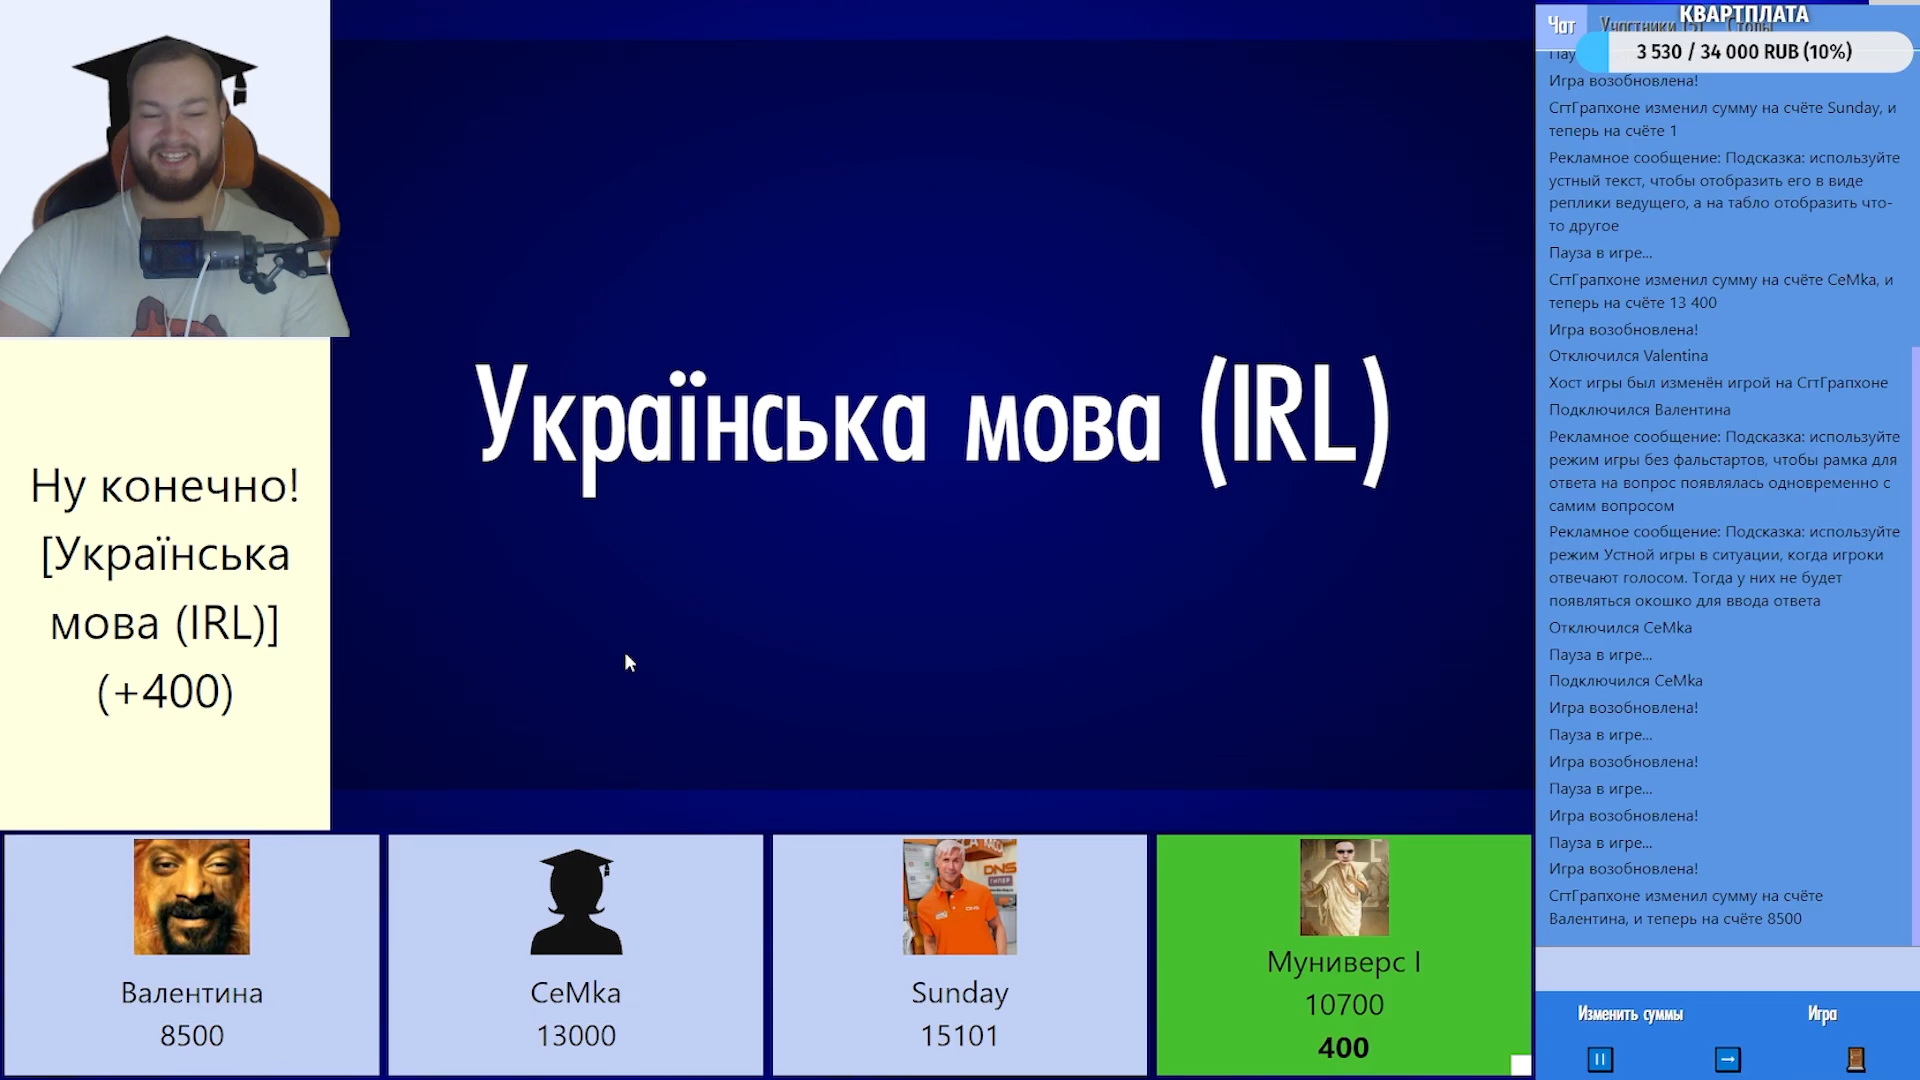 Українська мова (IRL)
Ну конечно!
[Українська
мова (IRL)]
(+400)
Валентина
8500
CeMka
13000
DNS
ГИПЕР
Sunday
15101
Муниверс I
10700
400
КВАРТПЛАТА
Чат
3 530 / 34 000 RUB (10%)
Игра возобновлена!
СгтГрапхоне изменил сумму на счёте Sunday, и
теперь на счёте 1
Рекламное сообщение: Подсказка: используйте
устный текст, чтобы отобразить его в виде
реплики ведущего, а на табло отобразить что-
то другое
Пауза в игре...
СгтГрапхоне изменил сумму на счёте CeMka, и
теперь на счёте 13 400
Игра возобновлена!
Отключился Valentina
Хост игры был изменён игрой на СгтГрапхоне
Подключился Валентина
Рекламное сообщение: Подсказка: используйте
режим игры без фальстартов, чтобы рамка для
ответа на вопрос появлялась одновременно с
самим вопросом
Рекламное сообщение: Подсказка: используйте
режим Устной игры в ситуации, когда игроки
отвечают голосом. Тогда у них не будет
появляться окошко для ввода ответа
Отключился CeMka
Пауза в игре...
Подключился CeMka
Игра возобновлена!
Пауза в игре...
Игра возобновлена!
Пауза в игре...
Игра возобновлена!
Пауза в игре...
Игра возобновлена!
СгтГрапхоне изменил сумму на счёте
Валентина, и теперь на счёте 8500
Изменить суммы
Игра